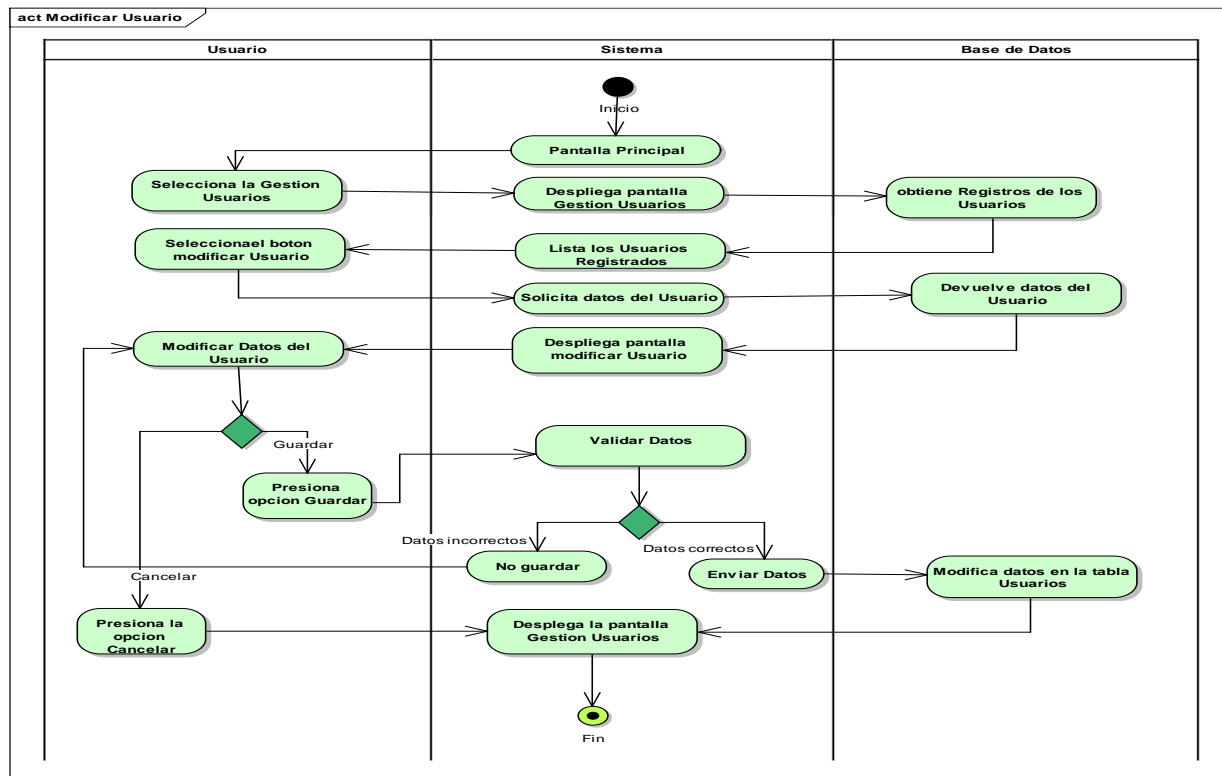 act Modificar Usuario
Usuario
Sistema
Base de Datos
Inicio
Pantalla Principal
Selecciona la Gestion
Usuarios
Despliega pantalla
Gestion Usuarios
obtiene Registros de los
Usuarios
Seleccionael boton
modificar Usuario
Lista los Usuarios
Registrados
Solicita datos del Usuario
Devuelve datos del
Usuario
Modificar Datos del
Usuario
Despliega pantalla
modificar Usuario
Guardar
Validar Datos
Presiona
opcion Guardar
Datos incorrectos
Datos correctos
No guardar
Enviar Datos
Modifica datos en la tabla
Usuarios
Cancelar
Presiona la
opcion
Cancelar
Desplega la pantalla
Gestion Usuarios
Fin